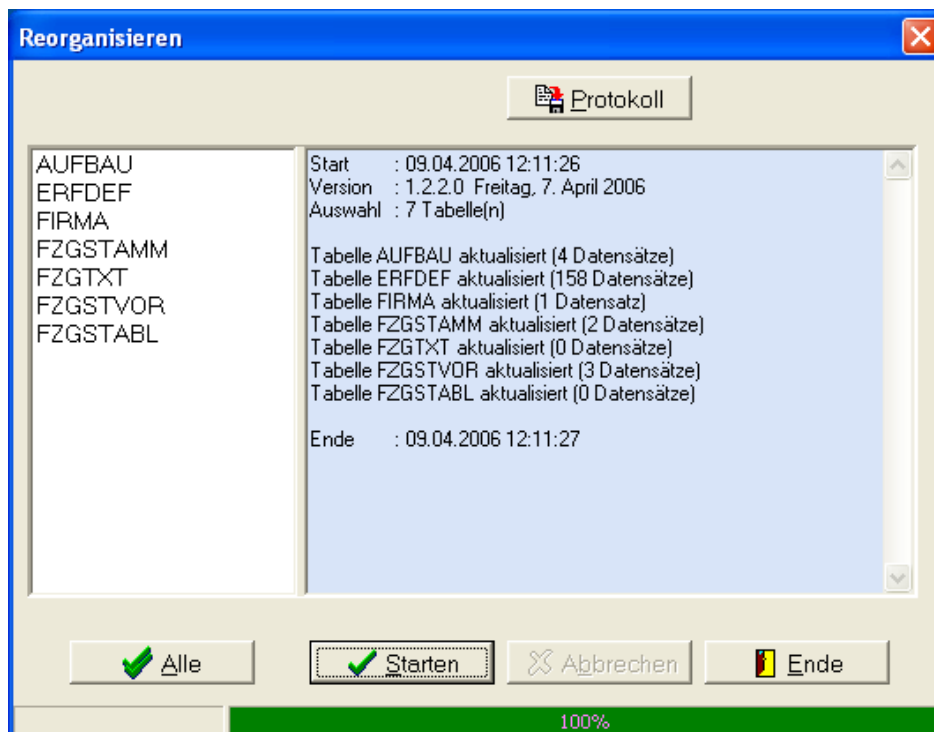 Reorganisieren
Protokoll
AUFBAU
ERFDEF
FIRMA
FZGSTAMM
FZGTXT
FZGSTVOR
FZGSTABL
Start : 09.04.2006 12:11:26
Version : 1.2.2.0 Freitag, 7. April 2006
Auswahl : 7 Tabelle(n)
Tabelle AUFBAU aktualisiert (4 Datensätze)
Tabelle ERFDEF aktualisiert (158 Datensätze)
Tabelle FIRMA aktualisiert (1 Datensatz)
Tabelle FZGSTAMM aktualisiert (2 Datensätze)
Tabelle FZGTXT aktualisiert (0 Datensätze)
Tabelle FZGSTVOR aktualisiert (3 Datensätze)
Tabelle FZGSTABL aktualisiert (0 Datensätze)
Ende : 09.04.2006 12:11:27
Alle Starten Abbrechen Ende
100%